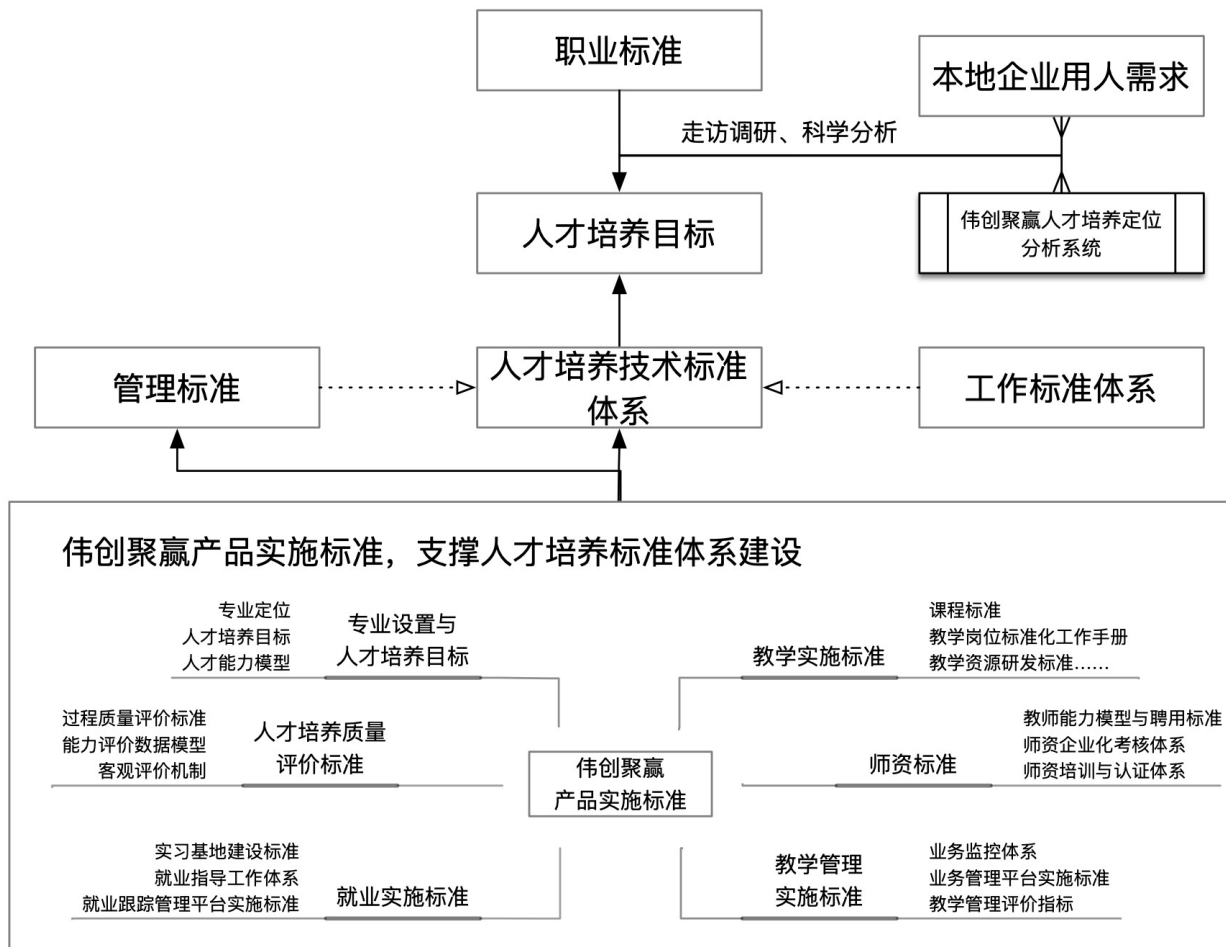 职业标准
本地企业用人需求
走访调研、科学分析
人才培养目标
伟创聚赢人才培养定位
分析系统
管理标准
人才培养技术标准
体系
工作标准体系
伟创聚赢产品实施标准，支撑人才培养标准体系建设
专业定位
人才培养目标
人才能力模型
专业设置与
人才培养目标
教学实施标准
课程标准
教学岗位标准化工作手册
教学资源研发标准……
过程质量评价标准
能力评价数据模型
客观评价机制
人才培养质量
评价标准
伟创聚赢
产品实施标准
师资标准
教师能力模型与聘用标准
师资企业化考核体系
师资培训与认证体系
实习基地建设标准
就业指导工作体系
就业跟踪管理平台实施标准
就业实施标准
教学管理
实施标准
业务监控体系
业务管理平台实施标准
教学管理评价指标